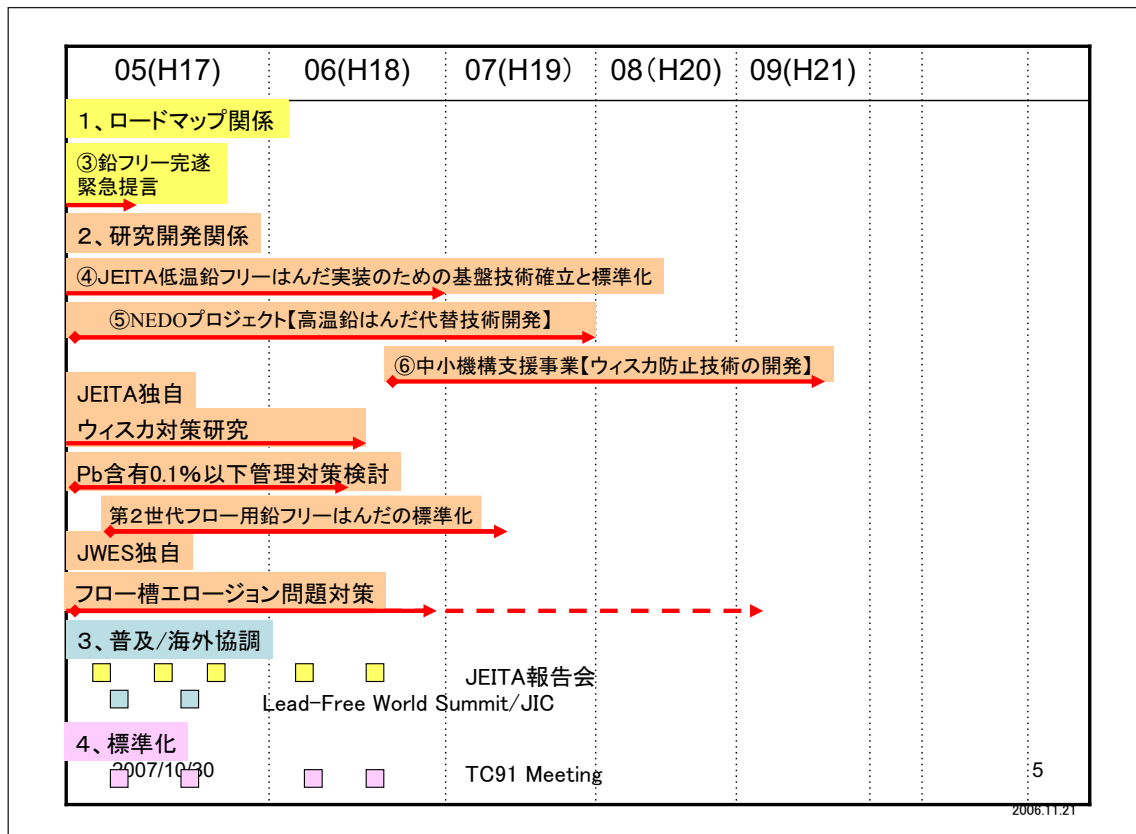 05(H17) 06(H18) 07(H19） 08（H20） 09(H21)
１、ロードマップ関係
③鉛フリー完遂
緊急提言
２、研究開発関係
④JEITA低温鉛フリーはんだ実装のための基盤技術確立と標準化
⑤NEDOプロジェクト【高温鉛はんだ代替技術開発】
⑥中小機構支援事業【ウィスカ防止技術の開発】
JEITA独自
ウィスカ対策研究
Pb含有0.1%以下管理対策検討
第２世代フロー用鉛フリーはんだの標準化
JWES独自
フロー槽エロージョン問題対策
３、普及/海外協調
JEITA報告会
Lead-Free World Summit/JIC
４、標準化
2007/10/30
TC91 Meeting
5
2006.11.21